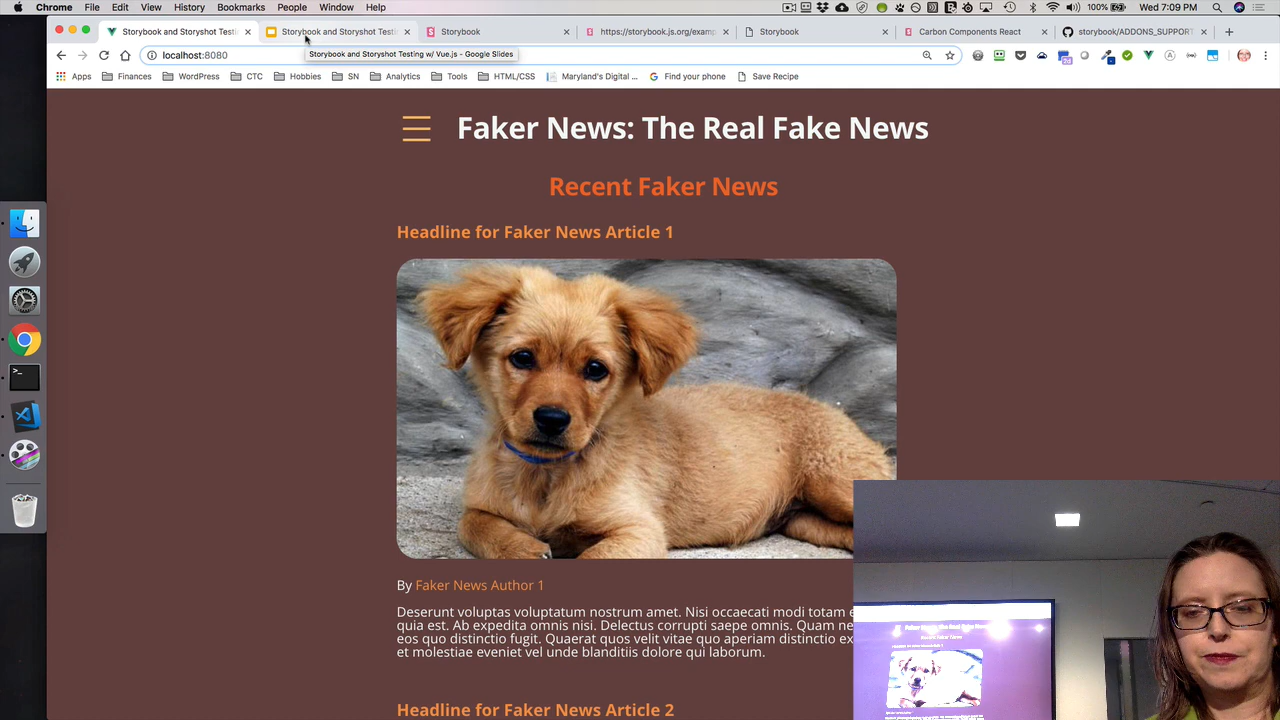 Chrome File Edit View History Bookmarks People Window Help 100% Wed 7:09 PM
Storybook and Storyshot Testi Storybook and Storyshot Testi Storybook https://storybook.js.org/examp Storybook Carbon Components React storybook/ADDONS_SUPPORT
localhost:8080
Storybook and Storyshot Testing w/ Vue.js - Google Slides
Apps Finances WordPress CTC Hobbies SN Analytics Tools HTML/CSS Maryland's Digital ... Find your phone Save Recipe
Faker News: The Real Fake News
Recent Faker News
Headline for Faker News Article 1
By Faker News Author 1
Deserunt voluptas voluptatum nostrum amet. Nisi occaecati modi totam
quia est. Ab expedita omnis nisi. Delectus corrupti saepe omnis. Quam
eos quo distinctio fugit. Quaerat quos velit vitae quo aperiam distinctio
et molestiae eveniet vel unde blanditiis dolore qui laborum.
Headline for Faker News Article 2